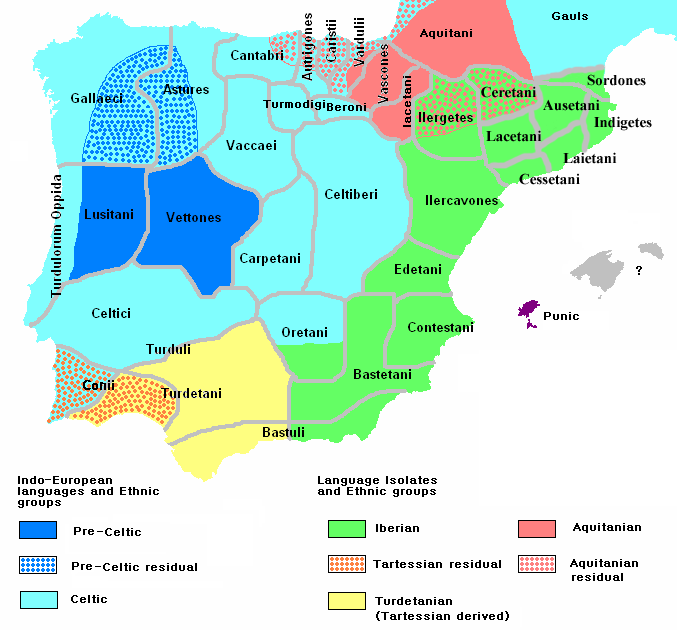 Gauls
Aquitani
Cantabri
Autrigones
Caristii
Vardulii
Vascones
Iacetani
Sordones
Gallaeci
Astures
Turmodigi
Beroni
Ceretani
Ausetani
Ilergetes
Indigetes
Vaccaei
Lacetani
Laietani
Cessetani
Turdulorum Oppida
Lusitani
Vettones
Celtiberi
Ilercavones
Carpetani
Edetani
?
Celtici
Oretani
Contestani
Punic
Turduli
Conii
Turdetani
Bastetani
Bastuli
Indo-European
languages and Ethnic
groups
Pre-Celtic
Pre-Celtic residual
Celtic
Language Isolates
and Ethnic groups
Iberian
Tartessian residual
Turdetanian
(Tartessian derived)
Aquitanian
Aquitanian
residual